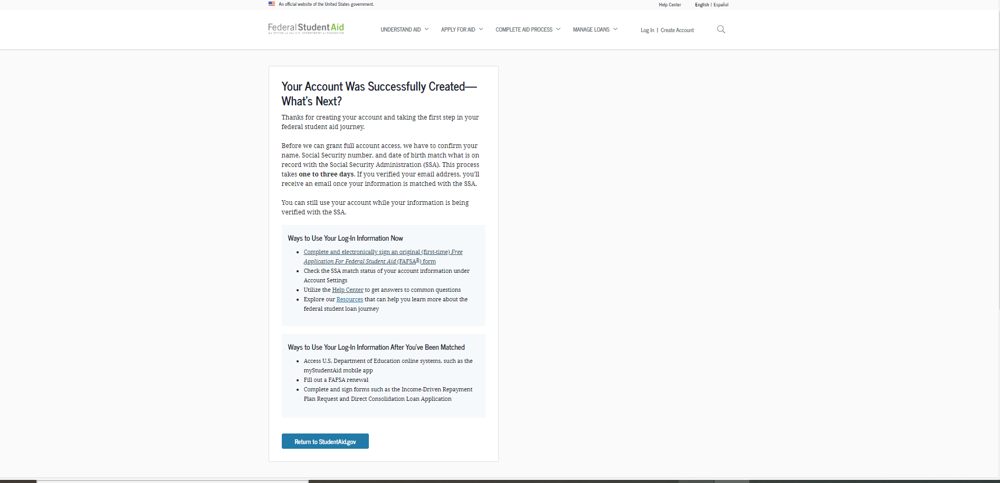 An official website of the United States government.
Help Center English | Español
Federal Student Aid
An OFFICE of the U.S. DEPARTMENT of EDUCATION
UNDERSTAND AID APPLY FOR AID COMPLETE AID PROCESS MANAGE LOANS Log In | Create Account
Your Account Was Successfully Created—
What's Next?
Thanks for creating your account and taking the first step in your
federal student aid journey.
Before we can grant full account access, we have to confirm your
name, Social Security number, and date of birth match what is on
record with the Social Security Administration (SSA). This process
takes one to three days. If you verified your email address, you'll
receive an email once your information is matched with the SSA.
You can still use your account while your information is being
verified with the SSA.
Ways to Use Your Log-In Information Now
• Complete and electronically sign an original (first-time) Free
Application For Federal Student Aid (FAFSA®) form
• Check the SSA match status of your account information under
Account Settings
• Utilize the Help Center to get answers to common questions
• Explore our Resources that can help you learn more about the
federal student loan journey
Ways to Use Your Log-In Information After You've Been Matched
• Access U.S. Department of Education online systems, such as the
myStudentAid mobile app
• Fill out a FAFSA renewal
• Complete and sign forms such as the Income-Driven Repayment
Plan Request and Direct Consolidation Loan Application
Return to StudentAid.gov